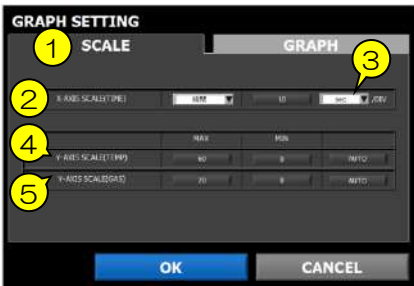 GRAPH SETTING
1 SCALE GRAPH
3
2 X-AXIS SCALE(TIME) 10 sec /DIV
MAX MIN
4 Y-AXIS SCALE(TEMP) 60 0 AUTO
5 Y-AXIS SCALE(GAS) 20 0 AUTO
OK CANCEL